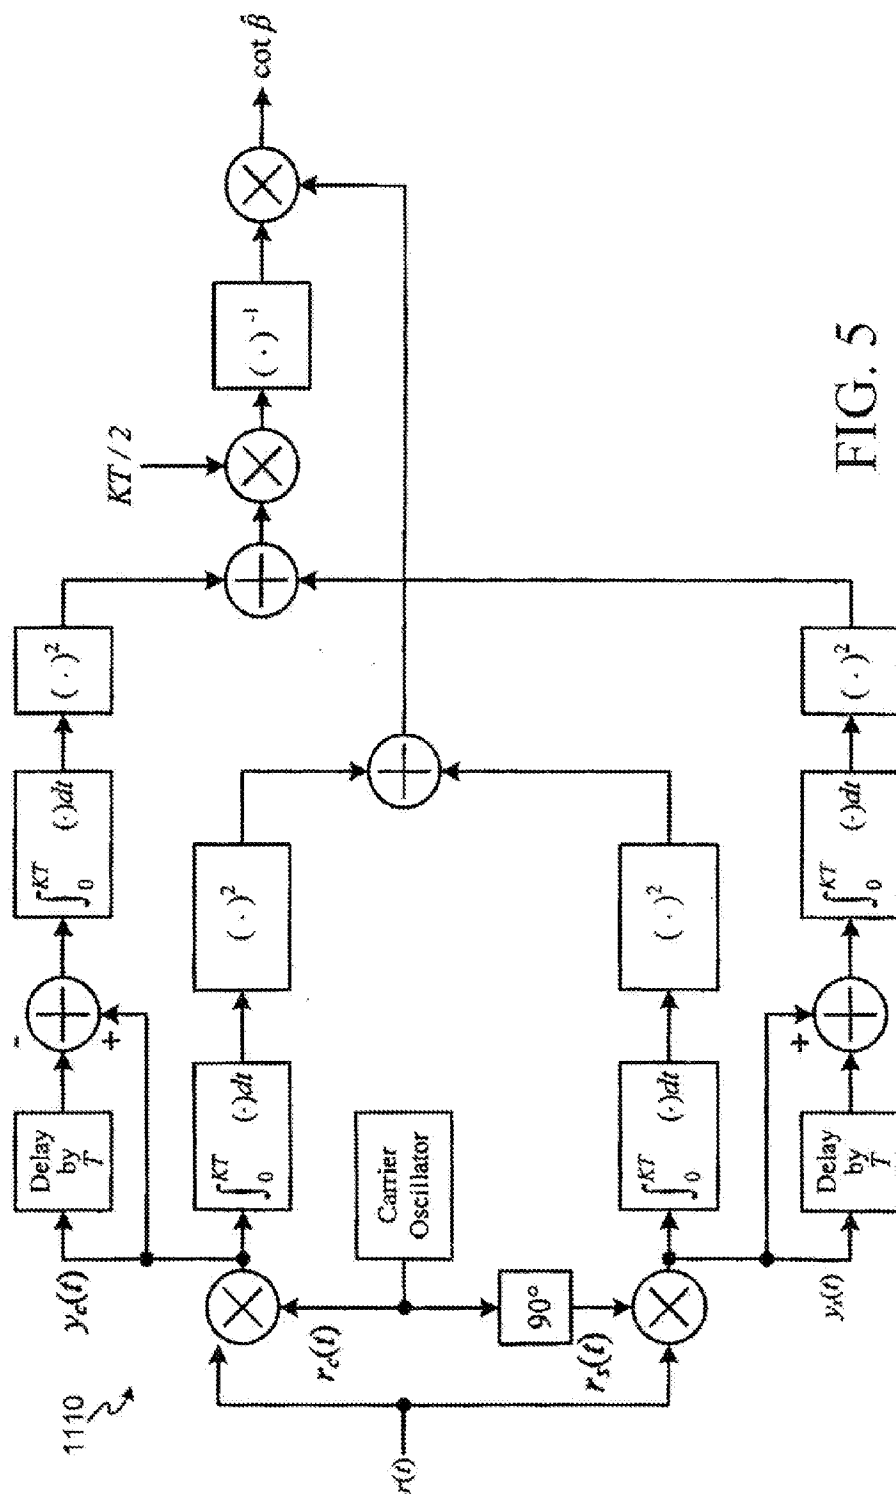 1110
r(t)
r_c(t)
r_s(t)
90°
Carrier
Oscillator
y_c(t)
Delay
by
T
-
+
∫₀^{KT} (·)dt
(·)²
∫₀^{KT} (·)dt
(·)²
∫₀^{KT} (·)dt
(·)²
y_s(t)
Delay
by
T
+
∫₀^{KT} (·)dt
(·)²
KT / 2
(·)⁻¹
cot β̂
FIG. 5